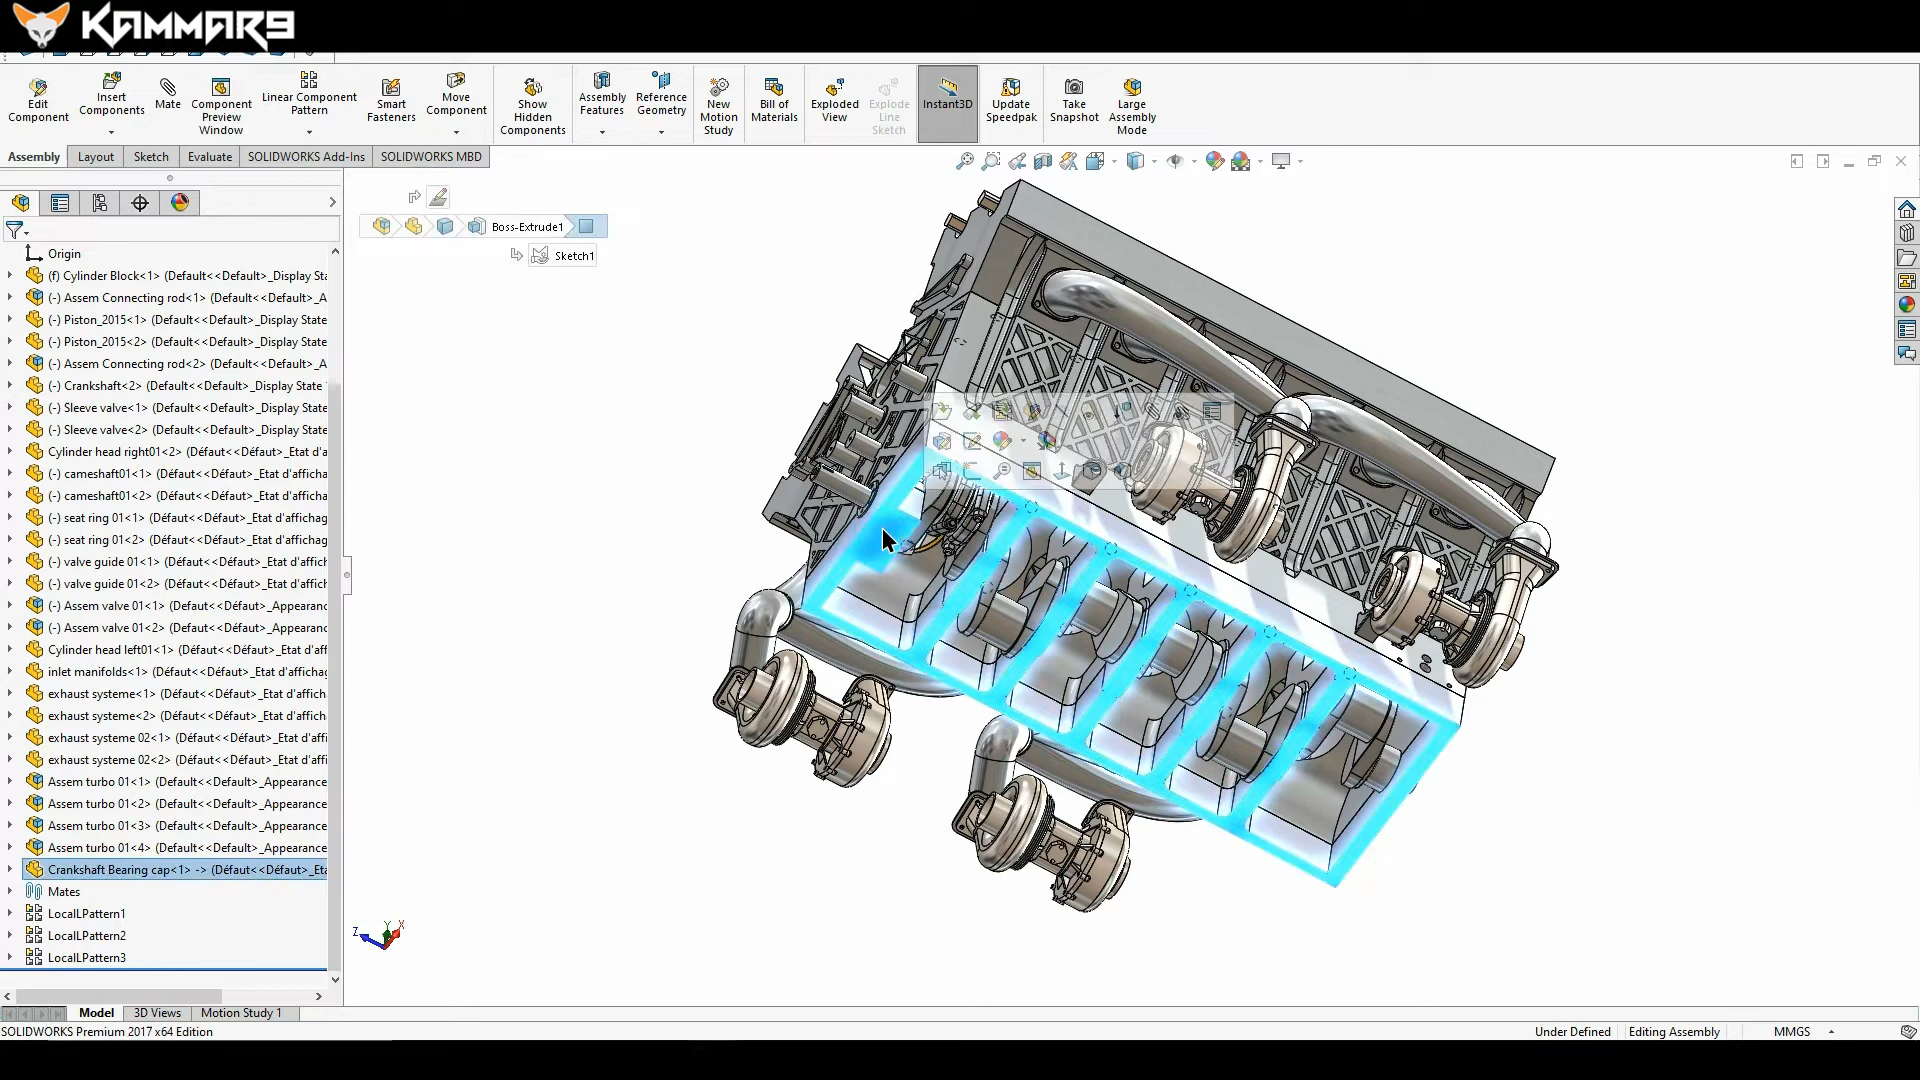 KAMMAR9
Edit Component
Insert Components
Mate
Component Preview Window
Linear Component Pattern
Smart Fasteners
Move Component
Show Hidden Components
Assembly Features
Reference Geometry
New Motion Study
Bill of Materials
Exploded View
Explode Line Sketch
Instant3D
Update Speedpak
Take Snapshot
Large Assembly Mode
Assembly Layout Sketch Evaluate SOLIDWORKS Add-Ins SOLIDWORKS MBD
Boss-Extrude1
Sketch1
Origin
(f) Cylinder Block<1> (Default<<Default>_Display Sta
(-) Assem Connecting rod<1> (Default<<Default>_A
(-) Piston_2015<1> (Default<<Default>_Display State
(-) Piston_2015<2> (Default<<Default>_Display State
(-) Assem Connecting rod<2> (Default<<Default>_A
(-) Crankshaft<2> (Default<<Default>_Display State
(-) Sleeve valve<1> (Default<<Default>_Display State
(-) Sleeve valve<2> (Default<<Default>_Display State
Cylinder head right01<2> (Default<<Default>_Etat d'a
(-) cameshaft01<1> (Défaut<<Défaut>_Etat d'affichag
(-) cameshaft01<2> (Défaut<<Défaut>_Etat d'affichag
(-) seat ring 01<1> (Défaut<<Défaut>_Etat d'affichag
(-) seat ring 01<2> (Défaut<<Défaut>_Etat d'affichag
(-) valve guide 01<1> (Défaut<<Défaut>_Etat d'affich
(-) valve guide 01<2> (Défaut<<Défaut>_Etat d'affich
(-) Assem valve 01<1> (Défaut<<Défaut>_Appearanc
(-) Assem valve 01<2> (Défaut<<Défaut>_Appearanc
Cylinder head left01<1> (Défaut<<Défaut>_Etat d'aff
inlet manifolds<1> (Défaut<<Défaut>_Etat d'affichag
exhaust systeme<1> (Défaut<<Défaut>_Etat d'affich
exhaust systeme<2> (Défaut<<Défaut>_Etat d'affich
exhaust systeme 02<1> (Défaut<<Défaut>_Etat d'affi
exhaust systeme 02<2> (Défaut<<Défaut>_Etat d'affi
Assem turbo 01<1> (Default<<Default>_Appearance
Assem turbo 01<2> (Default<<Default>_Appearance
Assem turbo 01<3> (Default<<Default>_Appearance
Assem turbo 01<4> (Default<<Default>_Appearance
Crankshaft Bearing cap<1> -> (Défaut<<Défaut>_Eta
Mates
LocalLPattern1
LocalLPattern2
LocalLPattern3
Z Y X
Model 3D Views Motion Study 1
SOLIDWORKS Premium 2017 x64 Edition
Under Defined Editing Assembly MMGS